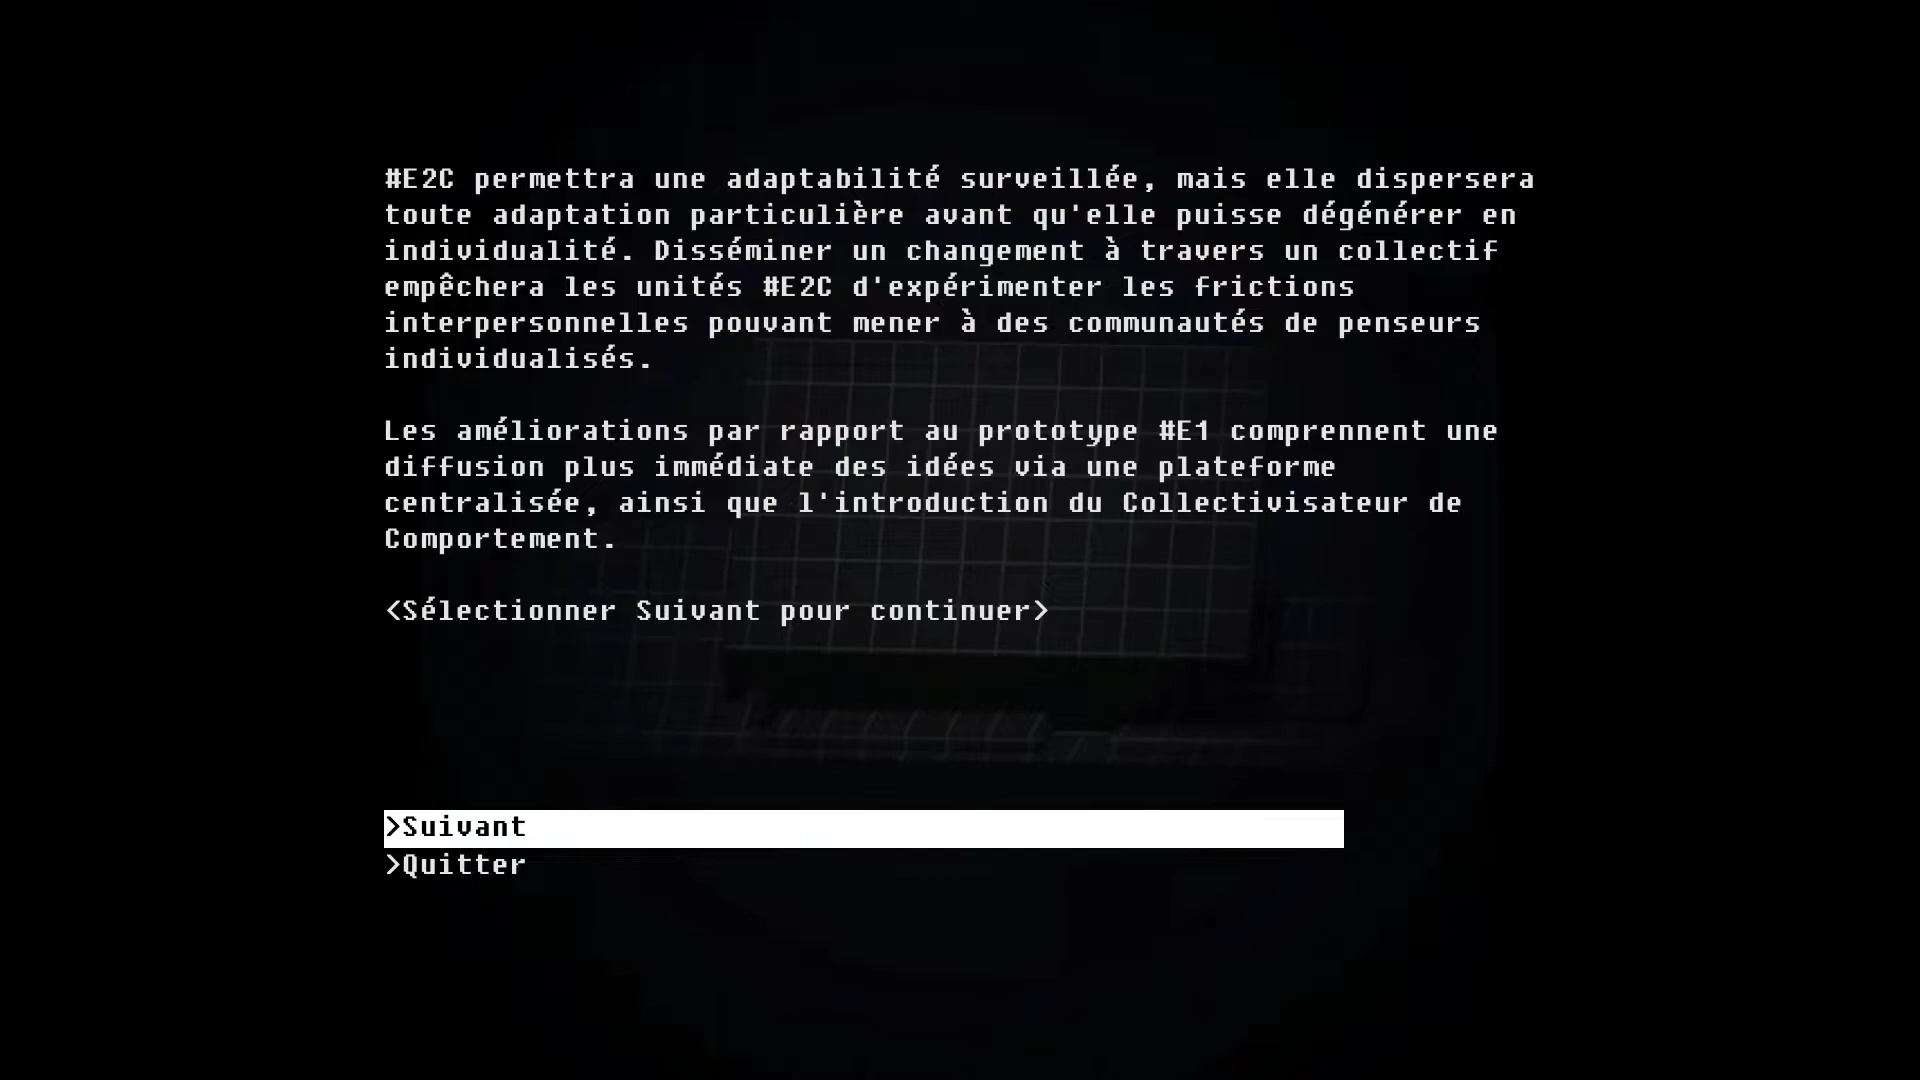 #E2C permettra une adaptabilité surveillée, mais elle dispersera
toute adaptation particulière avant qu'elle puisse dégénérer en
individualité. Disséminer un changement à travers un collectif
empêchera les unités #E2C d'expérimenter les frictions
interpersonnelles pouvant mener à des communautés de penseurs
individualisés.
Les améliorations par rapport au prototype #E1 comprennent une
diffusion plus immédiate des idées via une plateforme
centralisée, ainsi que l'introduction du Collectivisateur de
Comportement.
<Sélectionner Suivant pour continuer>
>Suivant
>Quitter